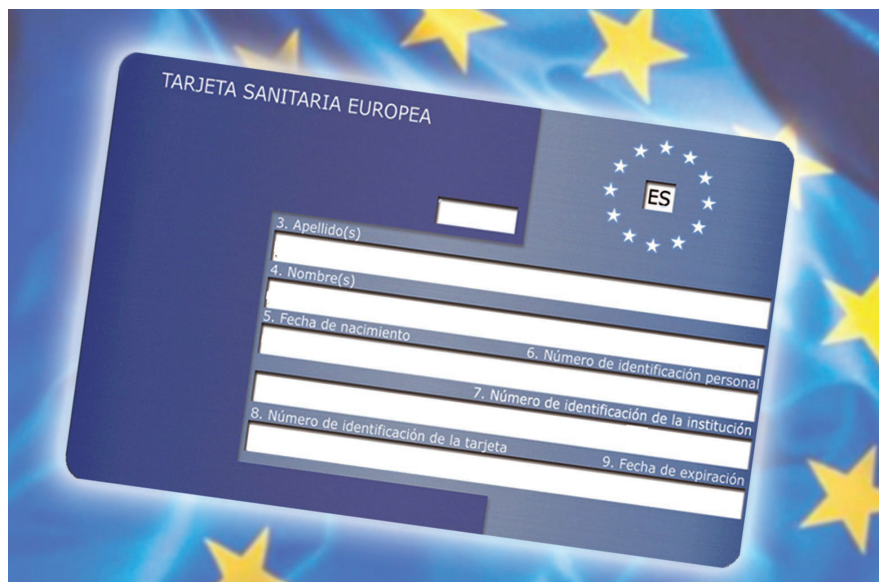 TARJETA SANITARIA EUROPEA
ES
3. Apellido(s)
4. Nombre(s)
5. Fecha de nacimiento
6. Número de identificación personal
7. Número de identificación de la institución
8. Número de identificación de la tarjeta
9. Fecha de expiración